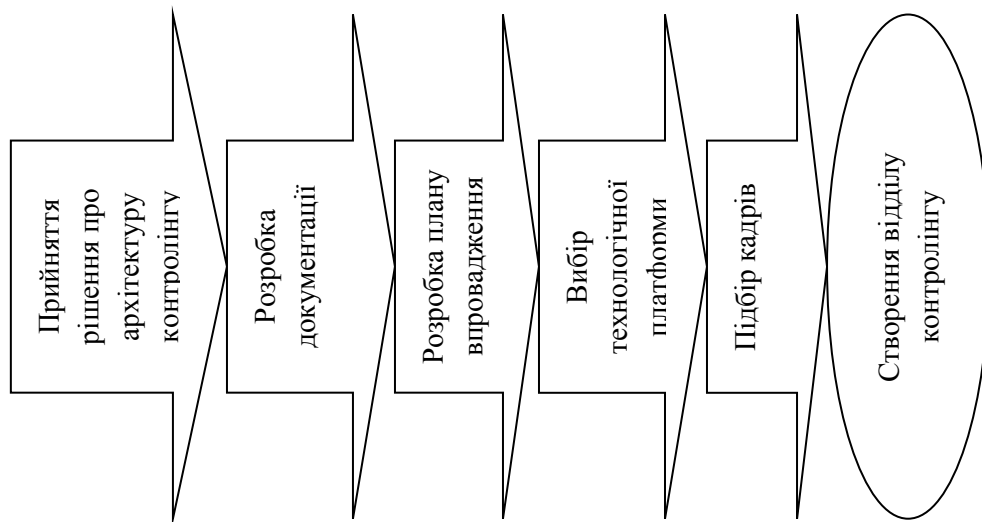 Прийняття
рішення про
архітектуру
контролінгу
Розробка
документації
Розробка плану
впровадження
Вибір
технологічної
платформи
Підбір кадрів
Створення відділу
контролінгу